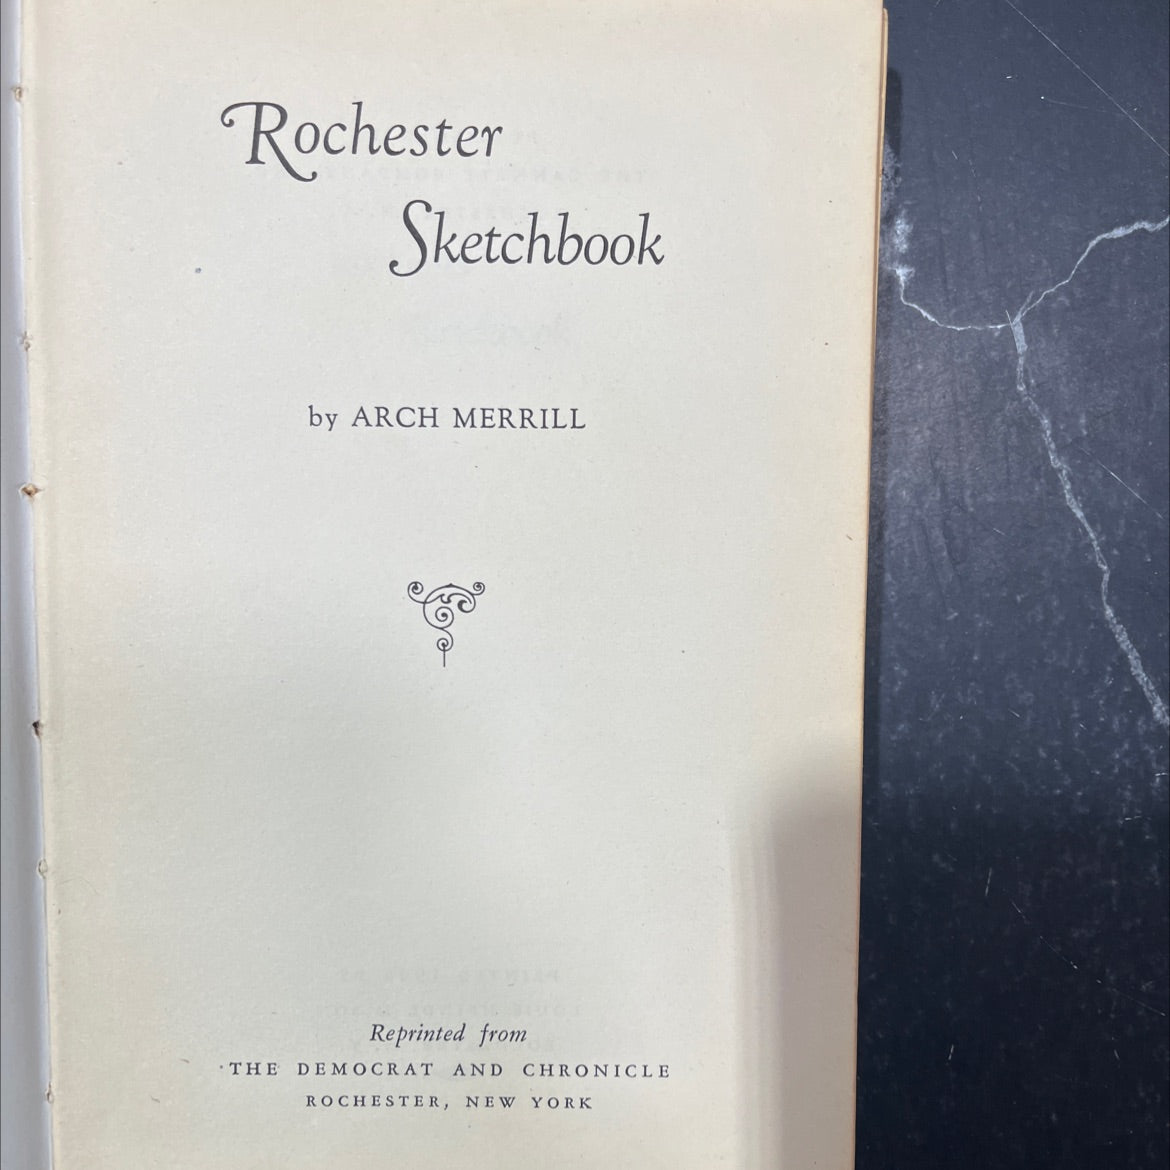 Rochester
Sketchbook
by ARCH MERRILL
Reprinted from
THE DEMOCRAT AND CHRONICLE
ROCHESTER, NEW YORK